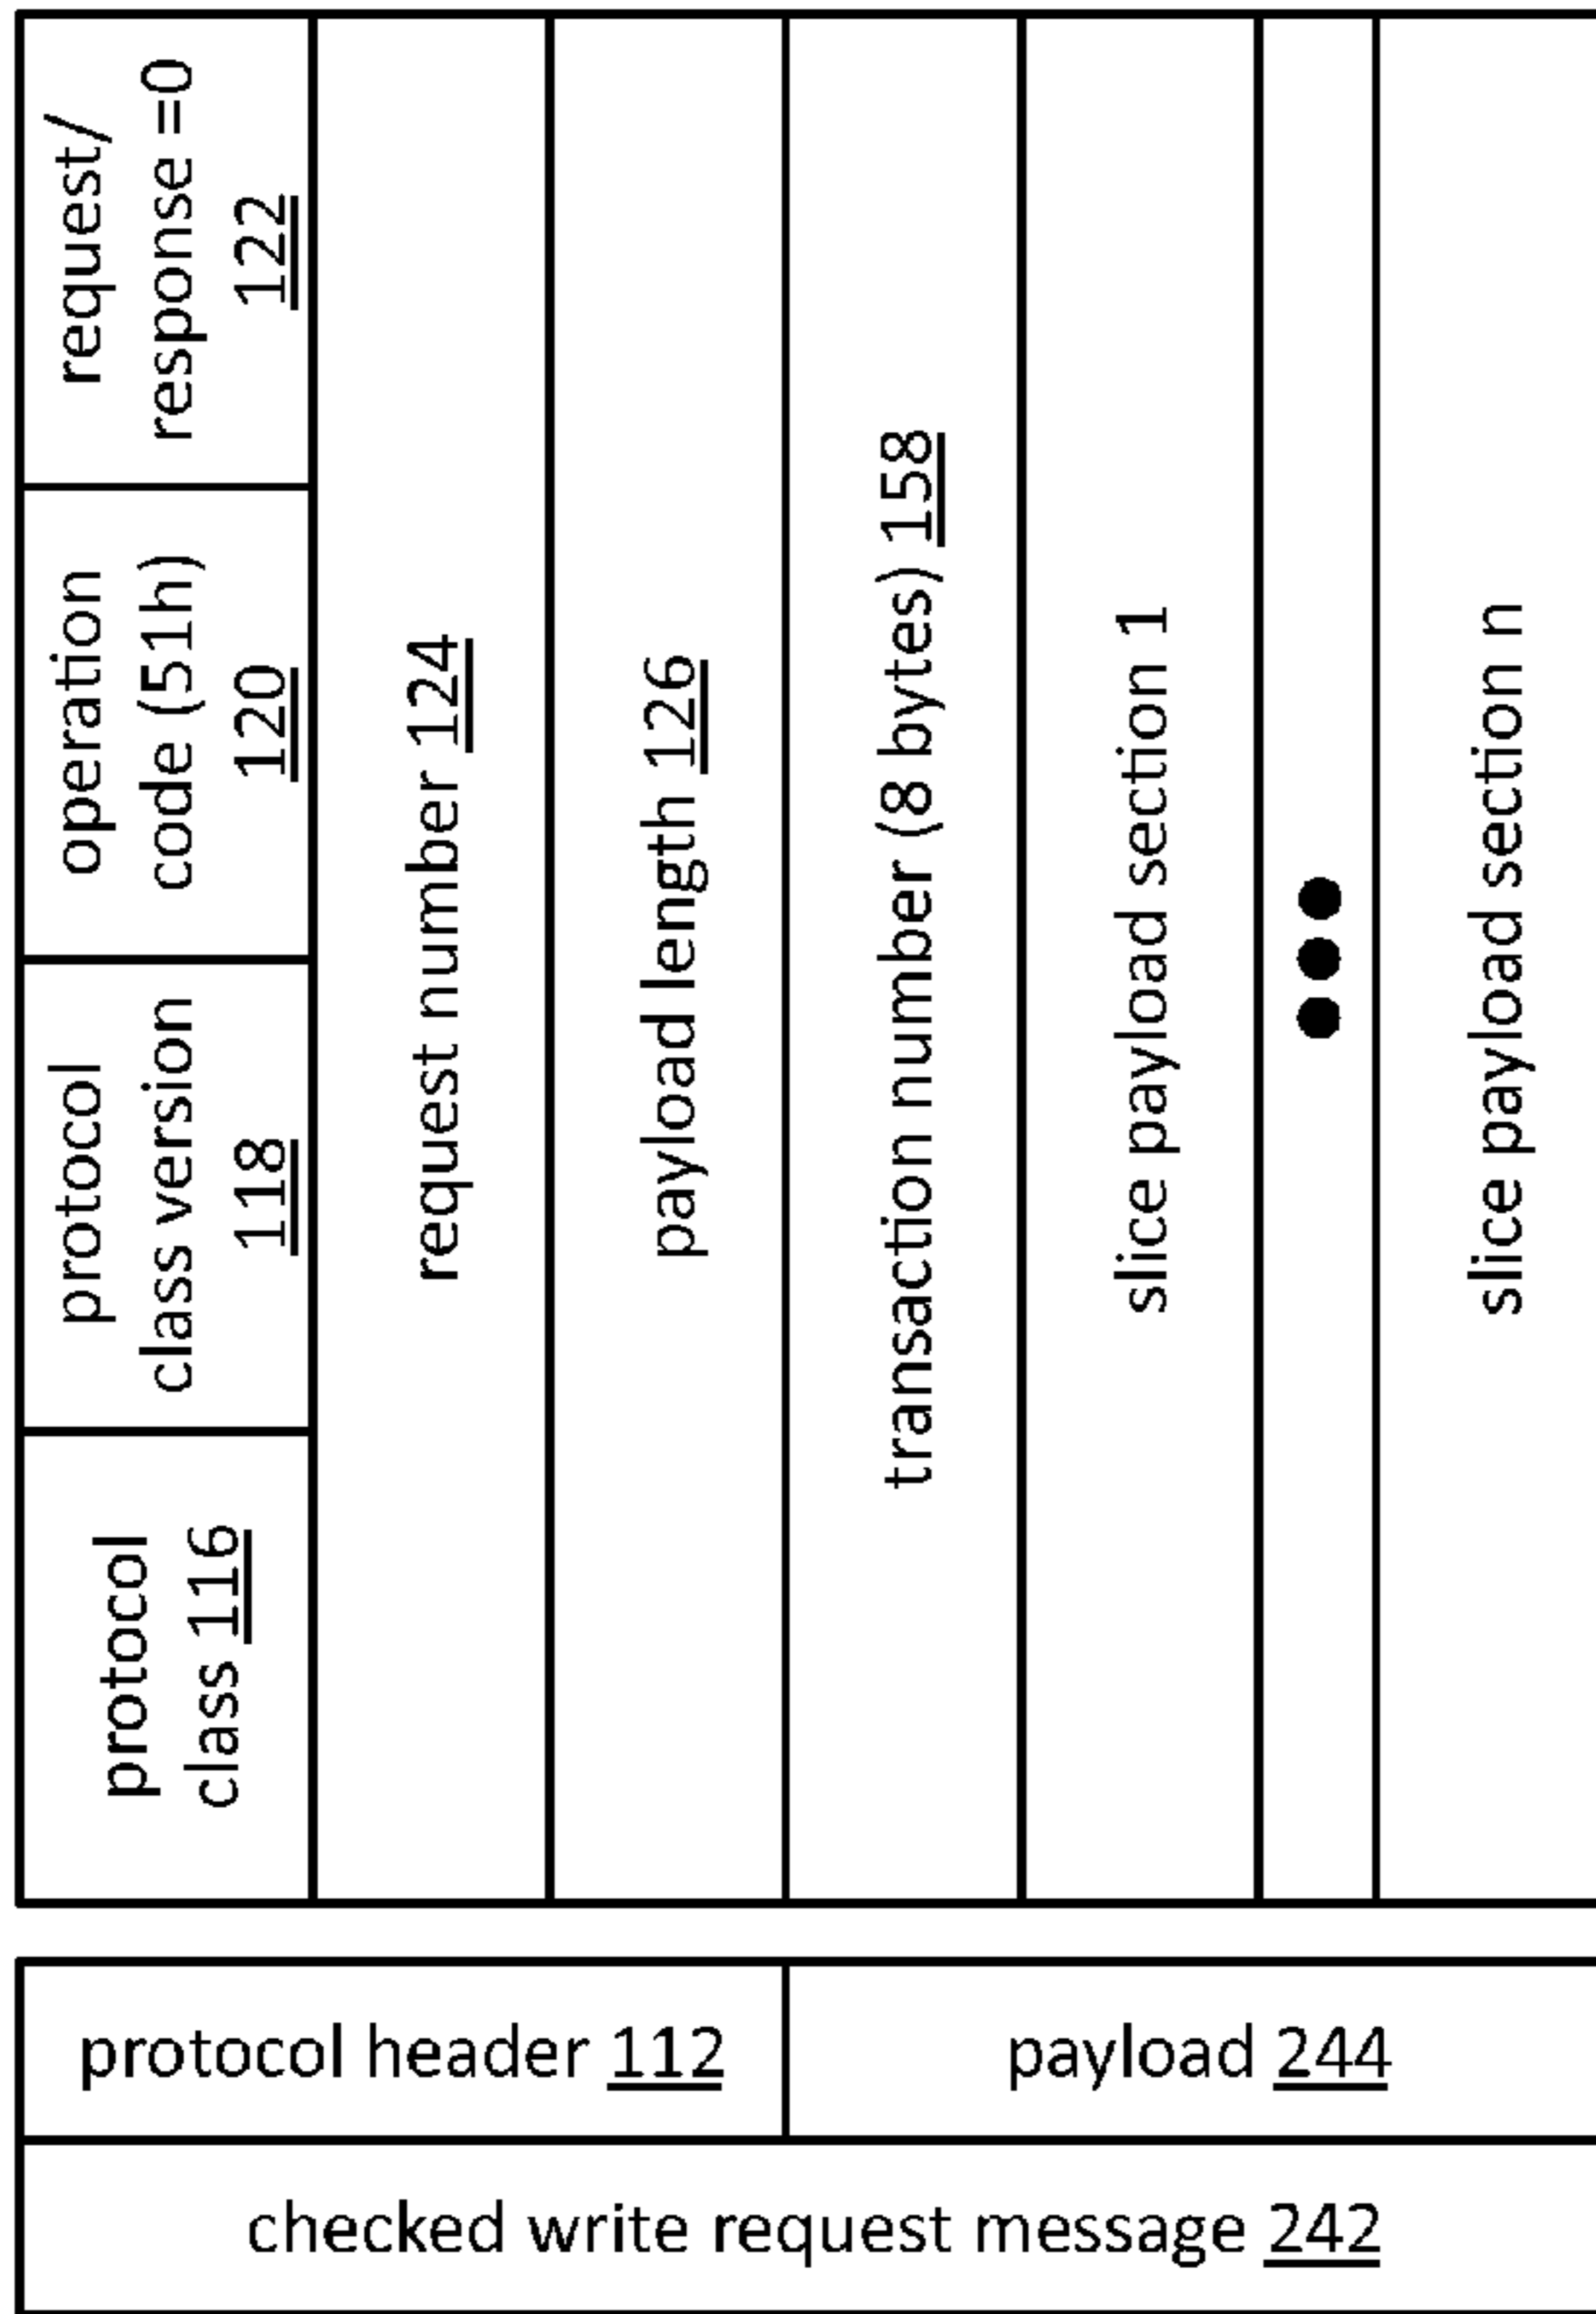 protocol
class 116
protocol
class version
118
operation
code (51h)
120
request/
response =0
122
request number 124
payload length 126
transaction number (8 bytes) 158
slice payload section 1
slice payload section n
protocol header 112
payload 244
checked write request message 242